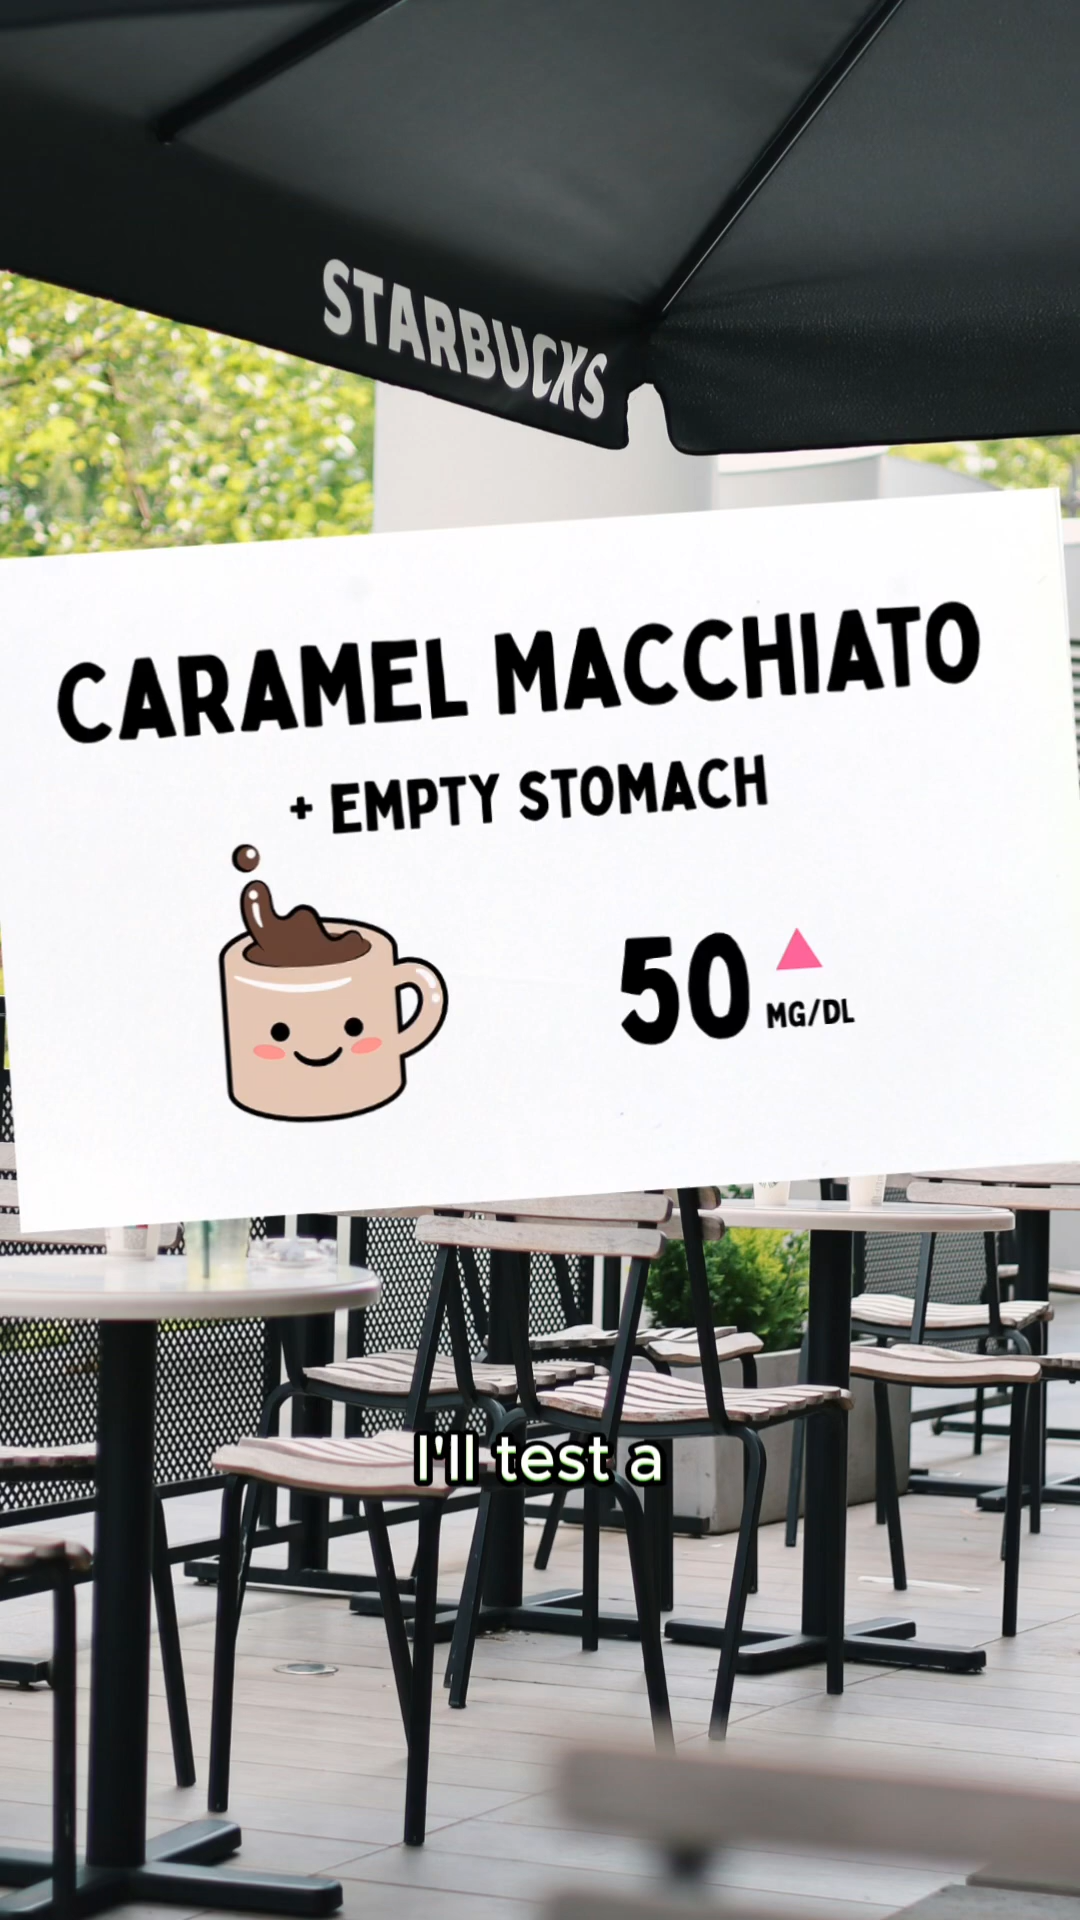 STARBUCKS
CARAMEL MACCHIATO
+ EMPTY STOMACH
50
MG/DL
I'll test a